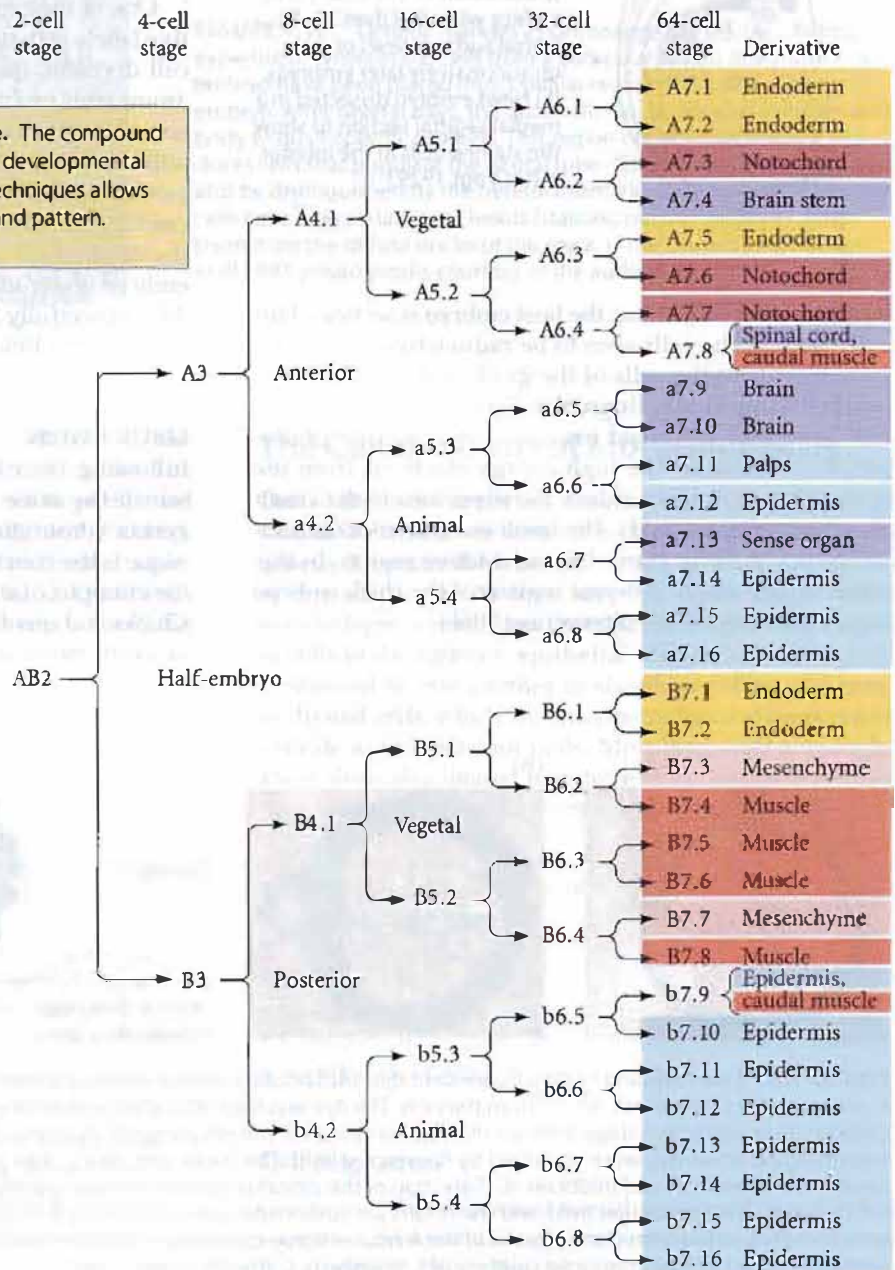 2-cell stage
4-cell stage
8-cell stage
16-cell stage
32-cell stage
64-cell stage
Derivative
e. The compound
developmental
echniques allows
nd pattern.
A7.1 Endoderm
A6.1
A7.2 Endoderm
A5.1
A7.3 Notochord
A6.2
A7.4 Brain stem
A4.1
Vegetal
A7.5 Endoderm
A6.3
A7.6 Notochord
A5.2
A7.7 Notochord
A6.4
A7.8 Spinal cord,
caudal muscle
A3
Anterior
a7.9 Brain
a6.5
a7.10 Brain
a5.3
a7.11 Palps
a6.6
a7.12 Epidermis
a4.2
Animal
a7.13 Sense organ
a6.7
a7.14 Epidermis
a5.4
a7.15 Epidermis
a6.8
a7.16 Epidermis
AB2
Half-embryo
B7.1 Endoderm
B6.1
B7.2 Endoderm
B5.1
B7.3 Mesenchyme
B6.2
B7.4 Muscle
B4.1
Vegetal
B7.5 Muscle
B6.3
B7.6 Muscle
B5.2
B7.7 Mesenchyme
B6.4
B7.8 Muscle
B3
Posterior
b7.9 Epidermis,
caudal muscle
b6.5
b7.10 Epidermis
b5.3
b7.11 Epidermis
b6.6
b7.12 Epidermis
b4.2
Animal
b7.13 Epidermis
b6.7
b7.14 Epidermis
b5.4
b7.15 Epidermis
b6.8
b7.16 Epidermis